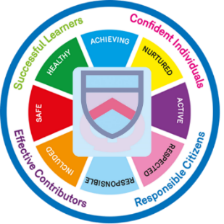 Successful Learners
Confident Individuals
Responsible Citizens
Effective Contributors
ACHIEVING
NURTURED
ACTIVE
RESPECTED
RESPONSIBLE
INCLUDED
SAFE
HEALTHY